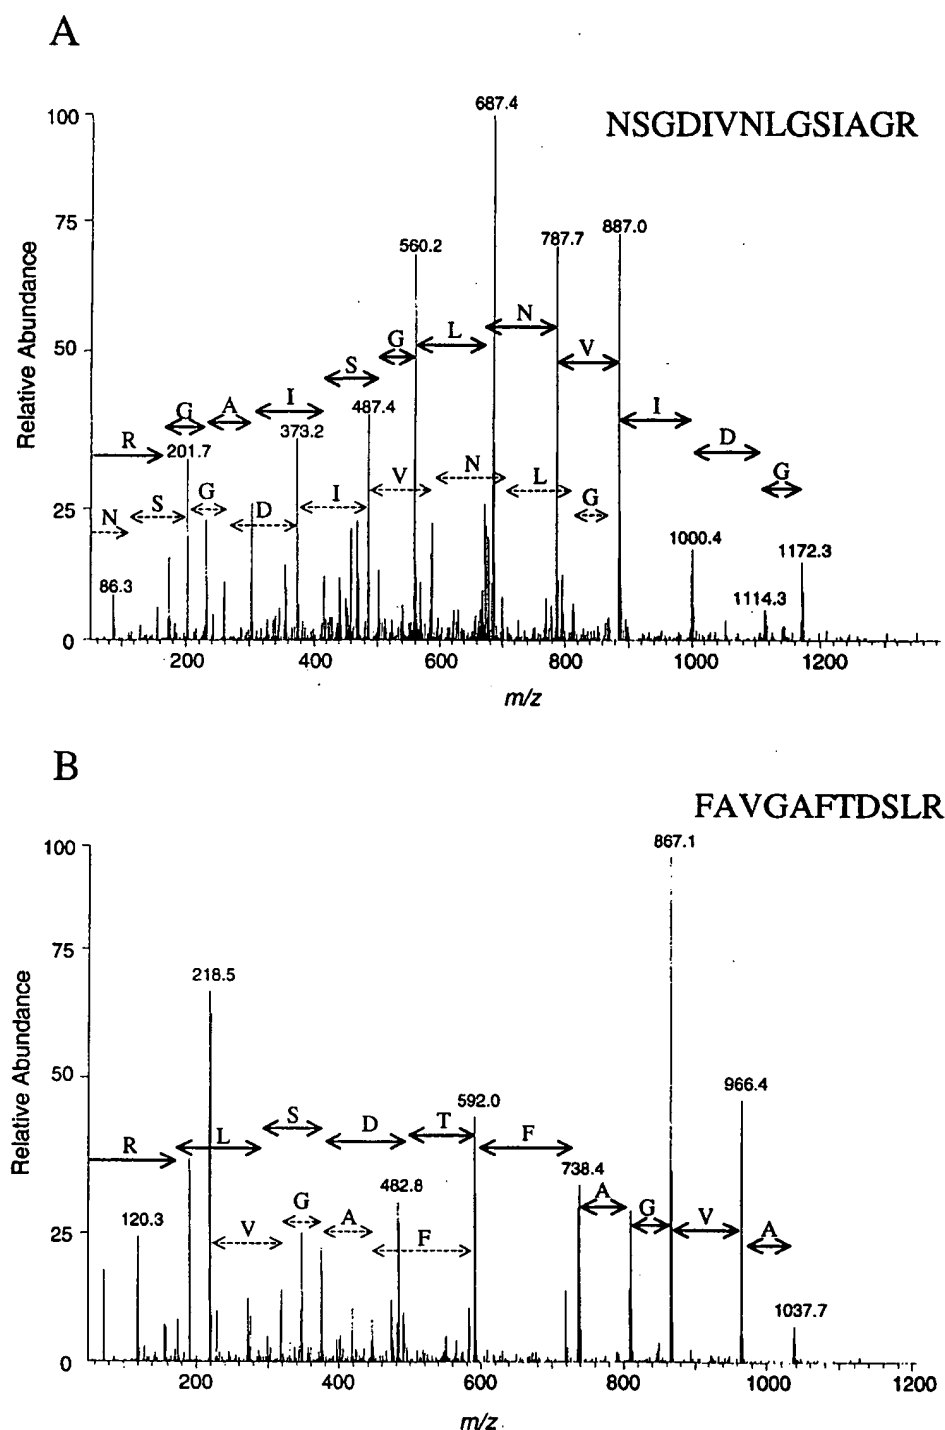 A
NSGDIVNLGSIAGR
Relative Abundance
100
75
50
25
0
687.4
887.0
787.7
560.2
N
G
L
V
S
I
A
G
R
487.4
373.2
201.7
I
D
G
N
S
G
D
I
V
N
L
G
86.3
1000.4
1114.3
1172.3
200
400
600
800
1000
1200
m/z
B
FAVGAFTDSLR
Relative Abundance
100
75
50
25
0
867.1
218.5
966.4
592.0
R
L
S
D
T
F
738.4
A
G
V
A
482.8
120.3
V
G
A
F
1037.7
200
400
600
800
1000
1200
m/z